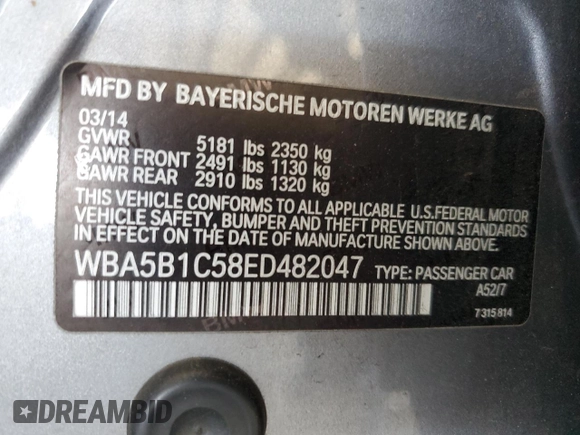 MFD BY BAYERISCHE MOTOREN WERKE AG
03/14
GVWR 5181 lbs 2350 kg
GAWR FRONT 2491 lbs 1130 kg
GAWR REAR 2910 lbs 1320 kg
THIS VEHICLE CONFORMS TO ALL APPLICABLE U.S. FEDERAL MOTOR
VEHICLE SAFETY, BUMPER AND THEFT PREVENTION STANDARDS
IN EFFECT ON THE DATE OF MANUFACTURE SHOWN ABOVE.
WBA5B1C58ED482047 TYPE: PASSENGER CAR
A52/7
7 315 814
DREAMBID